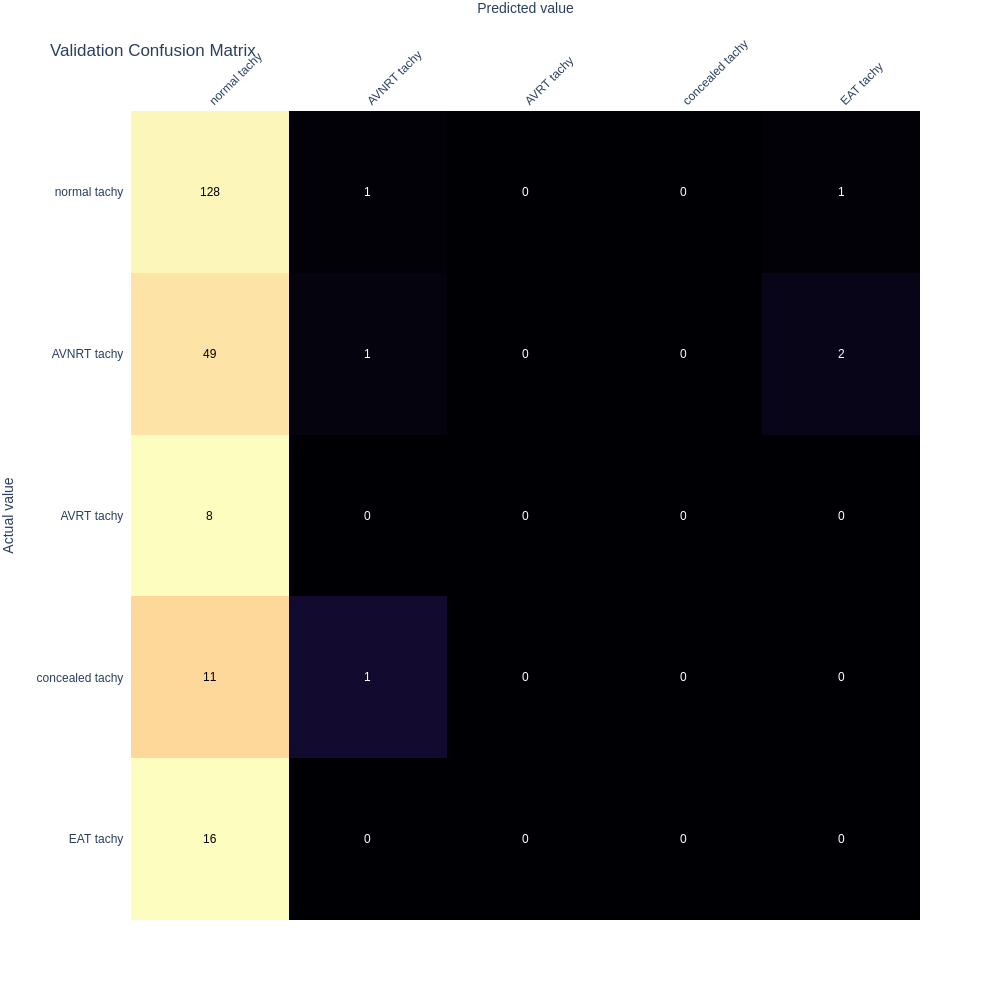 Predicted value
Validation Confusion Matrix
normal tachy AVNRT tachy AVRT tachy concealed tachy EAT tachy
normal tachy 128 1 0 0 1
AVNRT tachy 49 1 0 0 2
AVRT tachy 8 0 0 0 0
concealed tachy 11 1 0 0 0
EAT tachy 16 0 0 0 0
Actual value